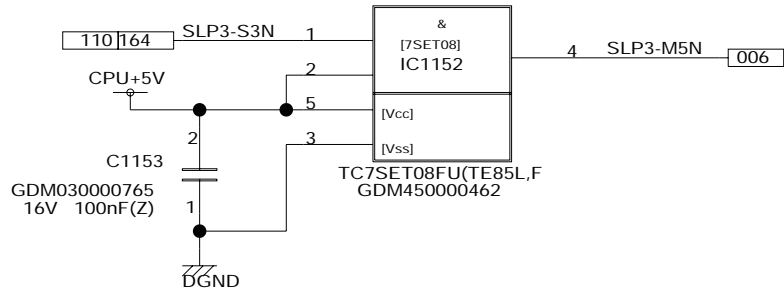 &
SLP3-S3N
110 164
1
[7SET08]
IC1152
4
SLP3-M5N
006
CPU+5V
2
5
[Vcc]
2
3
[Vss]
C1153
TC7SET08FU(TE85L,F
GDM030000765
GDM450000462
16V 100nF(Z)
1
DGND